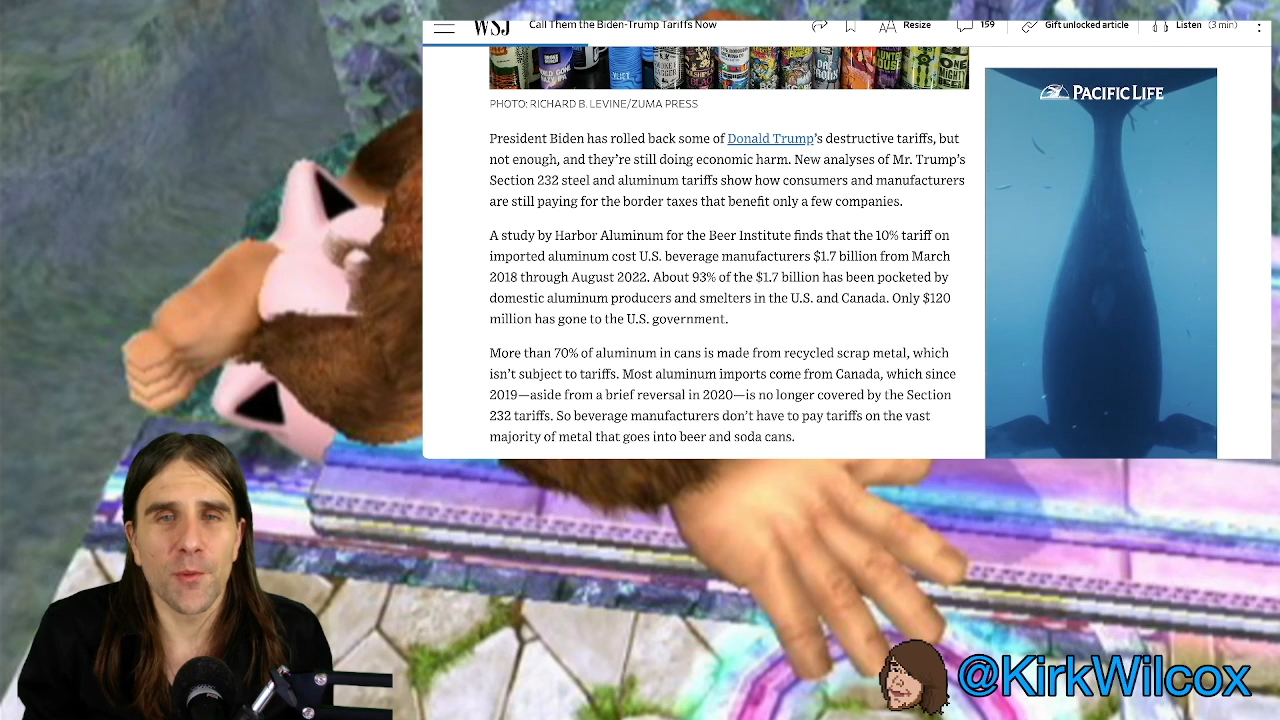 WSJ Call Them the Biden-Trump Tariffs Now Resize 159 Gift unlocked article Listen (3 min)
PHOTO: RICHARD B. LEVINE/ZUMA PRESS
President Biden has rolled back some of Donald Trump's destructive tariffs, but
not enough, and they're still doing economic harm. New analyses of Mr. Trump's
Section 232 steel and aluminum tariffs show how consumers and manufacturers
are still paying for the border taxes that benefit only a few companies.
A study by Harbor Aluminum for the Beer Institute finds that the 10% tariff on
imported aluminum cost U.S. beverage manufacturers $1.7 billion from March
2018 through August 2022. About 93% of the $1.7 billion has been pocketed by
domestic aluminum producers and smelters in the U.S. and Canada. Only $120
million has gone to the U.S. government.
More than 70% of aluminum in cans is made from recycled scrap metal, which
isn't subject to tariffs. Most aluminum imports come from Canada, which since
2019—aside from a brief reversal in 2020—is no longer covered by the Section
232 tariffs. So beverage manufacturers don't have to pay tariffs on the vast
majority of metal that goes into beer and soda cans.
PACIFIC LIFE
@KirkWilcox